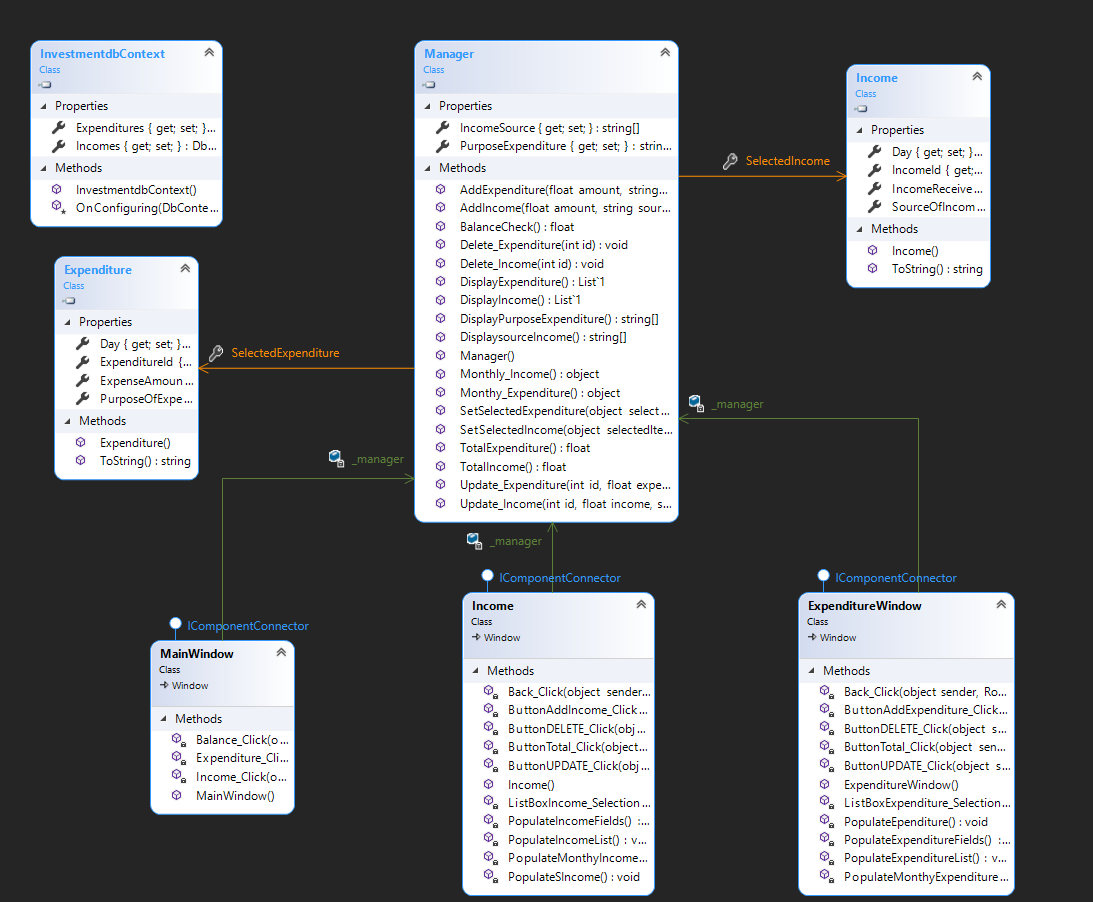 InvestmentdbContext
Class
Properties
Expenditures { get; set; }...
Incomes { get; set; } : Db...
Methods
InvestmentdbContext()
OnConfiguring(DbConte...
Manager
Class
Properties
IncomeSource { get; set; } : string[]
PurposeExpenditure { get; set; } : strin...
Methods
AddExpenditure(float amount, string...
AddIncome(float amount, string sour...
BalanceCheck() : float
Delete_Expenditure(int id) : void
Delete_Income(int id) : void
DisplayExpenditure() : List`1
DisplayIncome() : List`1
DisplayPurposeExpenditure() : string[]
DisplaysourceIncome() : string[]
Manager()
Monthly_Income() : object
Monthy_Expenditure() : object
SetSelectedExpenditure(object select...
SetSelectedIncome(object selectedIte...
TotalExpenditure() : float
TotalIncome() : float
Update_Expenditure(int id, float expe...
Update_Income(int id, float income, s...
SelectedIncome
Income
Class
Properties
Day { get; set; }...
IncomeId { get;...
IncomeReceive...
SourceOfIncom...
Methods
Income()
ToString() : string
Expenditure
Class
Properties
Day { get; set; }...
ExpenditureId {...
ExpenseAmoun...
PurposeOfExpe...
Methods
Expenditure()
ToString() : string
SelectedExpenditure
_manager
_manager
_manager
IComponentConnector
MainWindow
Class
Window
Methods
Balance_Click(o...
Expenditure_Cli...
Income_Click(o...
MainWindow()
IComponentConnector
Income
Class
Window
Methods
Back_Click(object sender...
ButtonAddIncome_Click...
ButtonDELETE_Click(obj...
ButtonTotal_Click(object...
ButtonUPDATE_Click(obj...
Income()
ListBoxIncome_Selection...
PopulateIncomeFields() :...
PopulateIncomeList() : v...
PopulateMonthyIncome...
PopulateSIncome() : void
IComponentConnector
ExpenditureWindow
Class
Window
Methods
Back_Click(object sender, Ro...
ButtonAddExpenditure_Click...
ButtonDELETE_Click(object s...
ButtonTotal_Click(object sen...
ButtonUPDATE_Click(object s...
ExpenditureWindow()
ListBoxExpenditure_Selection...
PopulateEpenditure() : void
PopulateExpenditureFields() :...
PopulateExpenditureList() : v...
PopulateMonthyExpenditure...